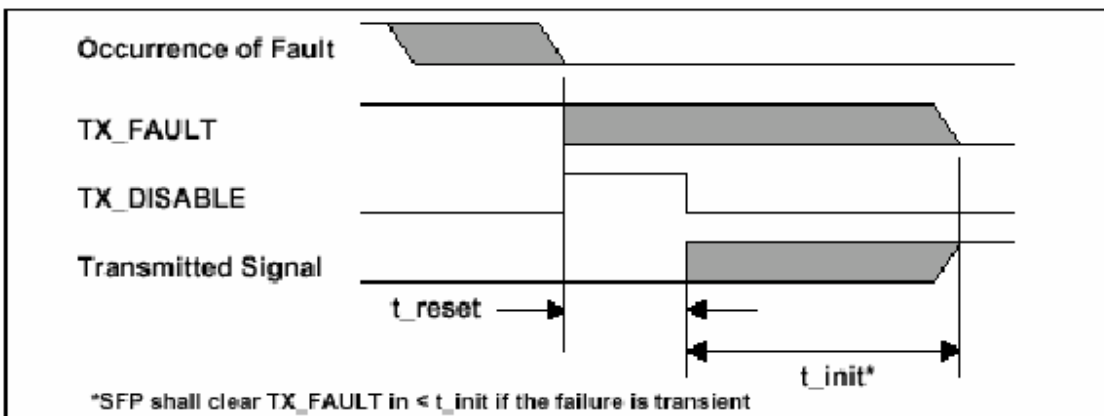 Occurrence of Fault
TX_FAULT
TX_DISABLE
Transmitted Signal
t_reset
t_init*
*SFP shall clear TX_FAULT in < t_init if the failure is transient